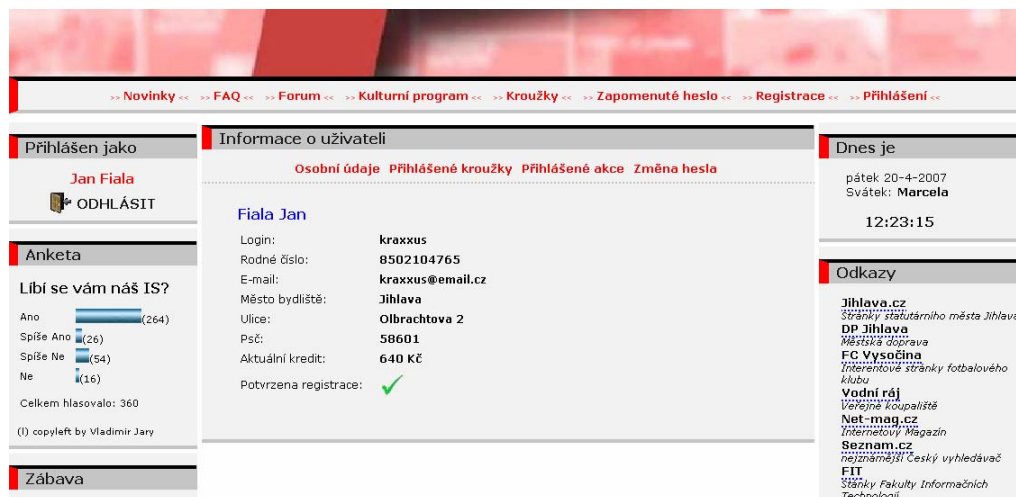 >> Novinky << >> FAQ << >> Forum << >> Kulturní program << >> Kroužky << >> Zapomenuté heslo << >> Registrace << >> Přihlášení <<
Přihlášen jako
Jan Fiala
ODHLÁSIT
Anketa
Líbí se vám náš IS?
Ano (264)
Spíše Ano (26)
Spíše Ne (54)
Ne (16)
Celkem hlasovalo: 360
(l) copyleft by Vladimir Jary
Zábava
Informace o uživateli
Osobní údaje Přihlášené kroužky Přihlášené akce Změna hesla
Fiala Jan
Login: kraxxus
Rodné číslo: 8502104765
E-mail: kraxxus@email.cz
Město bydliště: Jihlava
Ulice: Olbrachtova 2
Psč: 58601
Aktuální kredit: 640 Kč
Potvrzena registrace:
Dnes je
pátek 20-4-2007
Svátek: Marcela
12:23:15
Odkazy
Jihlava.cz
Stránky statutárního města Jihlava
DP Jihlava
Městská doprava
FC Vysočina
Interentové stránky fotbalového
klubu
Vodní ráj
Veřejné koupaliště
Net-mag.cz
Internetový Magazín
Seznam.cz
nejznámější Český vyhledávač
FIT
Stánky Fakulty Informačních
Technologií